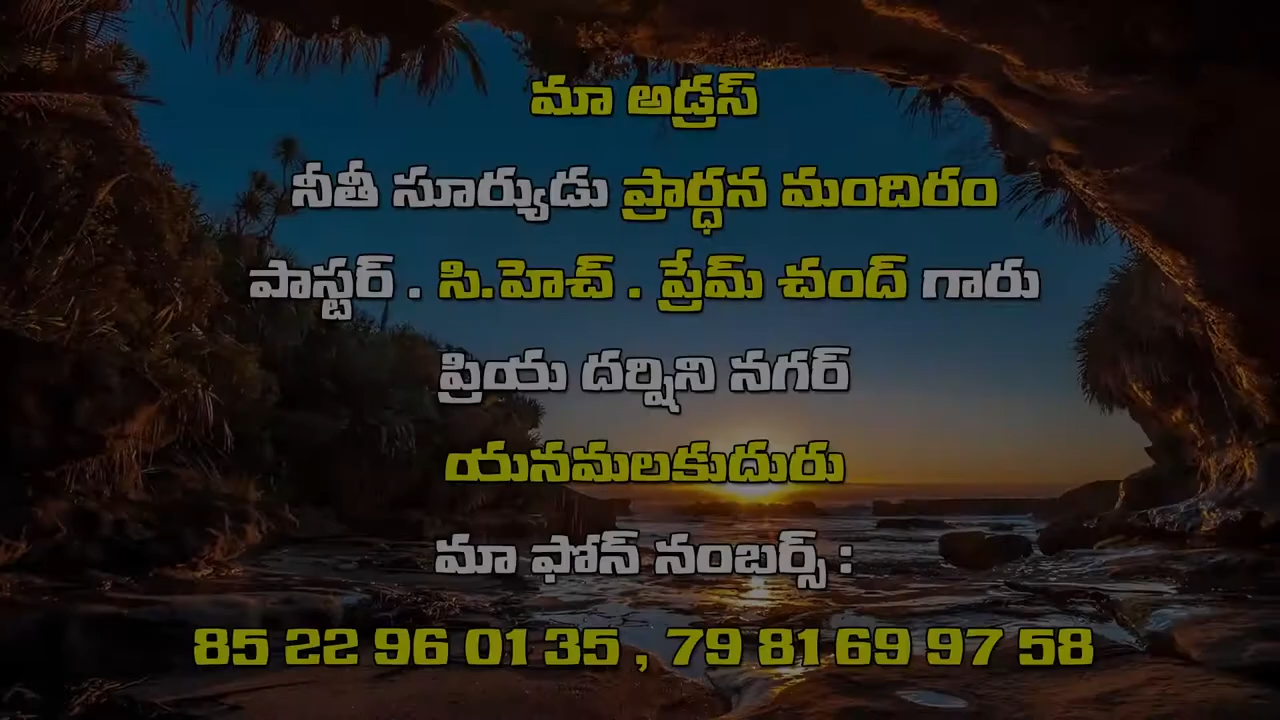 మా అడ్రస్
నీతీ సూర్యుడు ప్రార్ధన మందిరం
పాస్టర్ . సి.హెచ్ . ప్రేమ్ చంద్ గారు
ప్రియ దర్శిని నగర్
యనమలకుదురు
మా ఫోన్ నంబర్స్ :
85 22 96 01 35 , 79 81 69 97 58